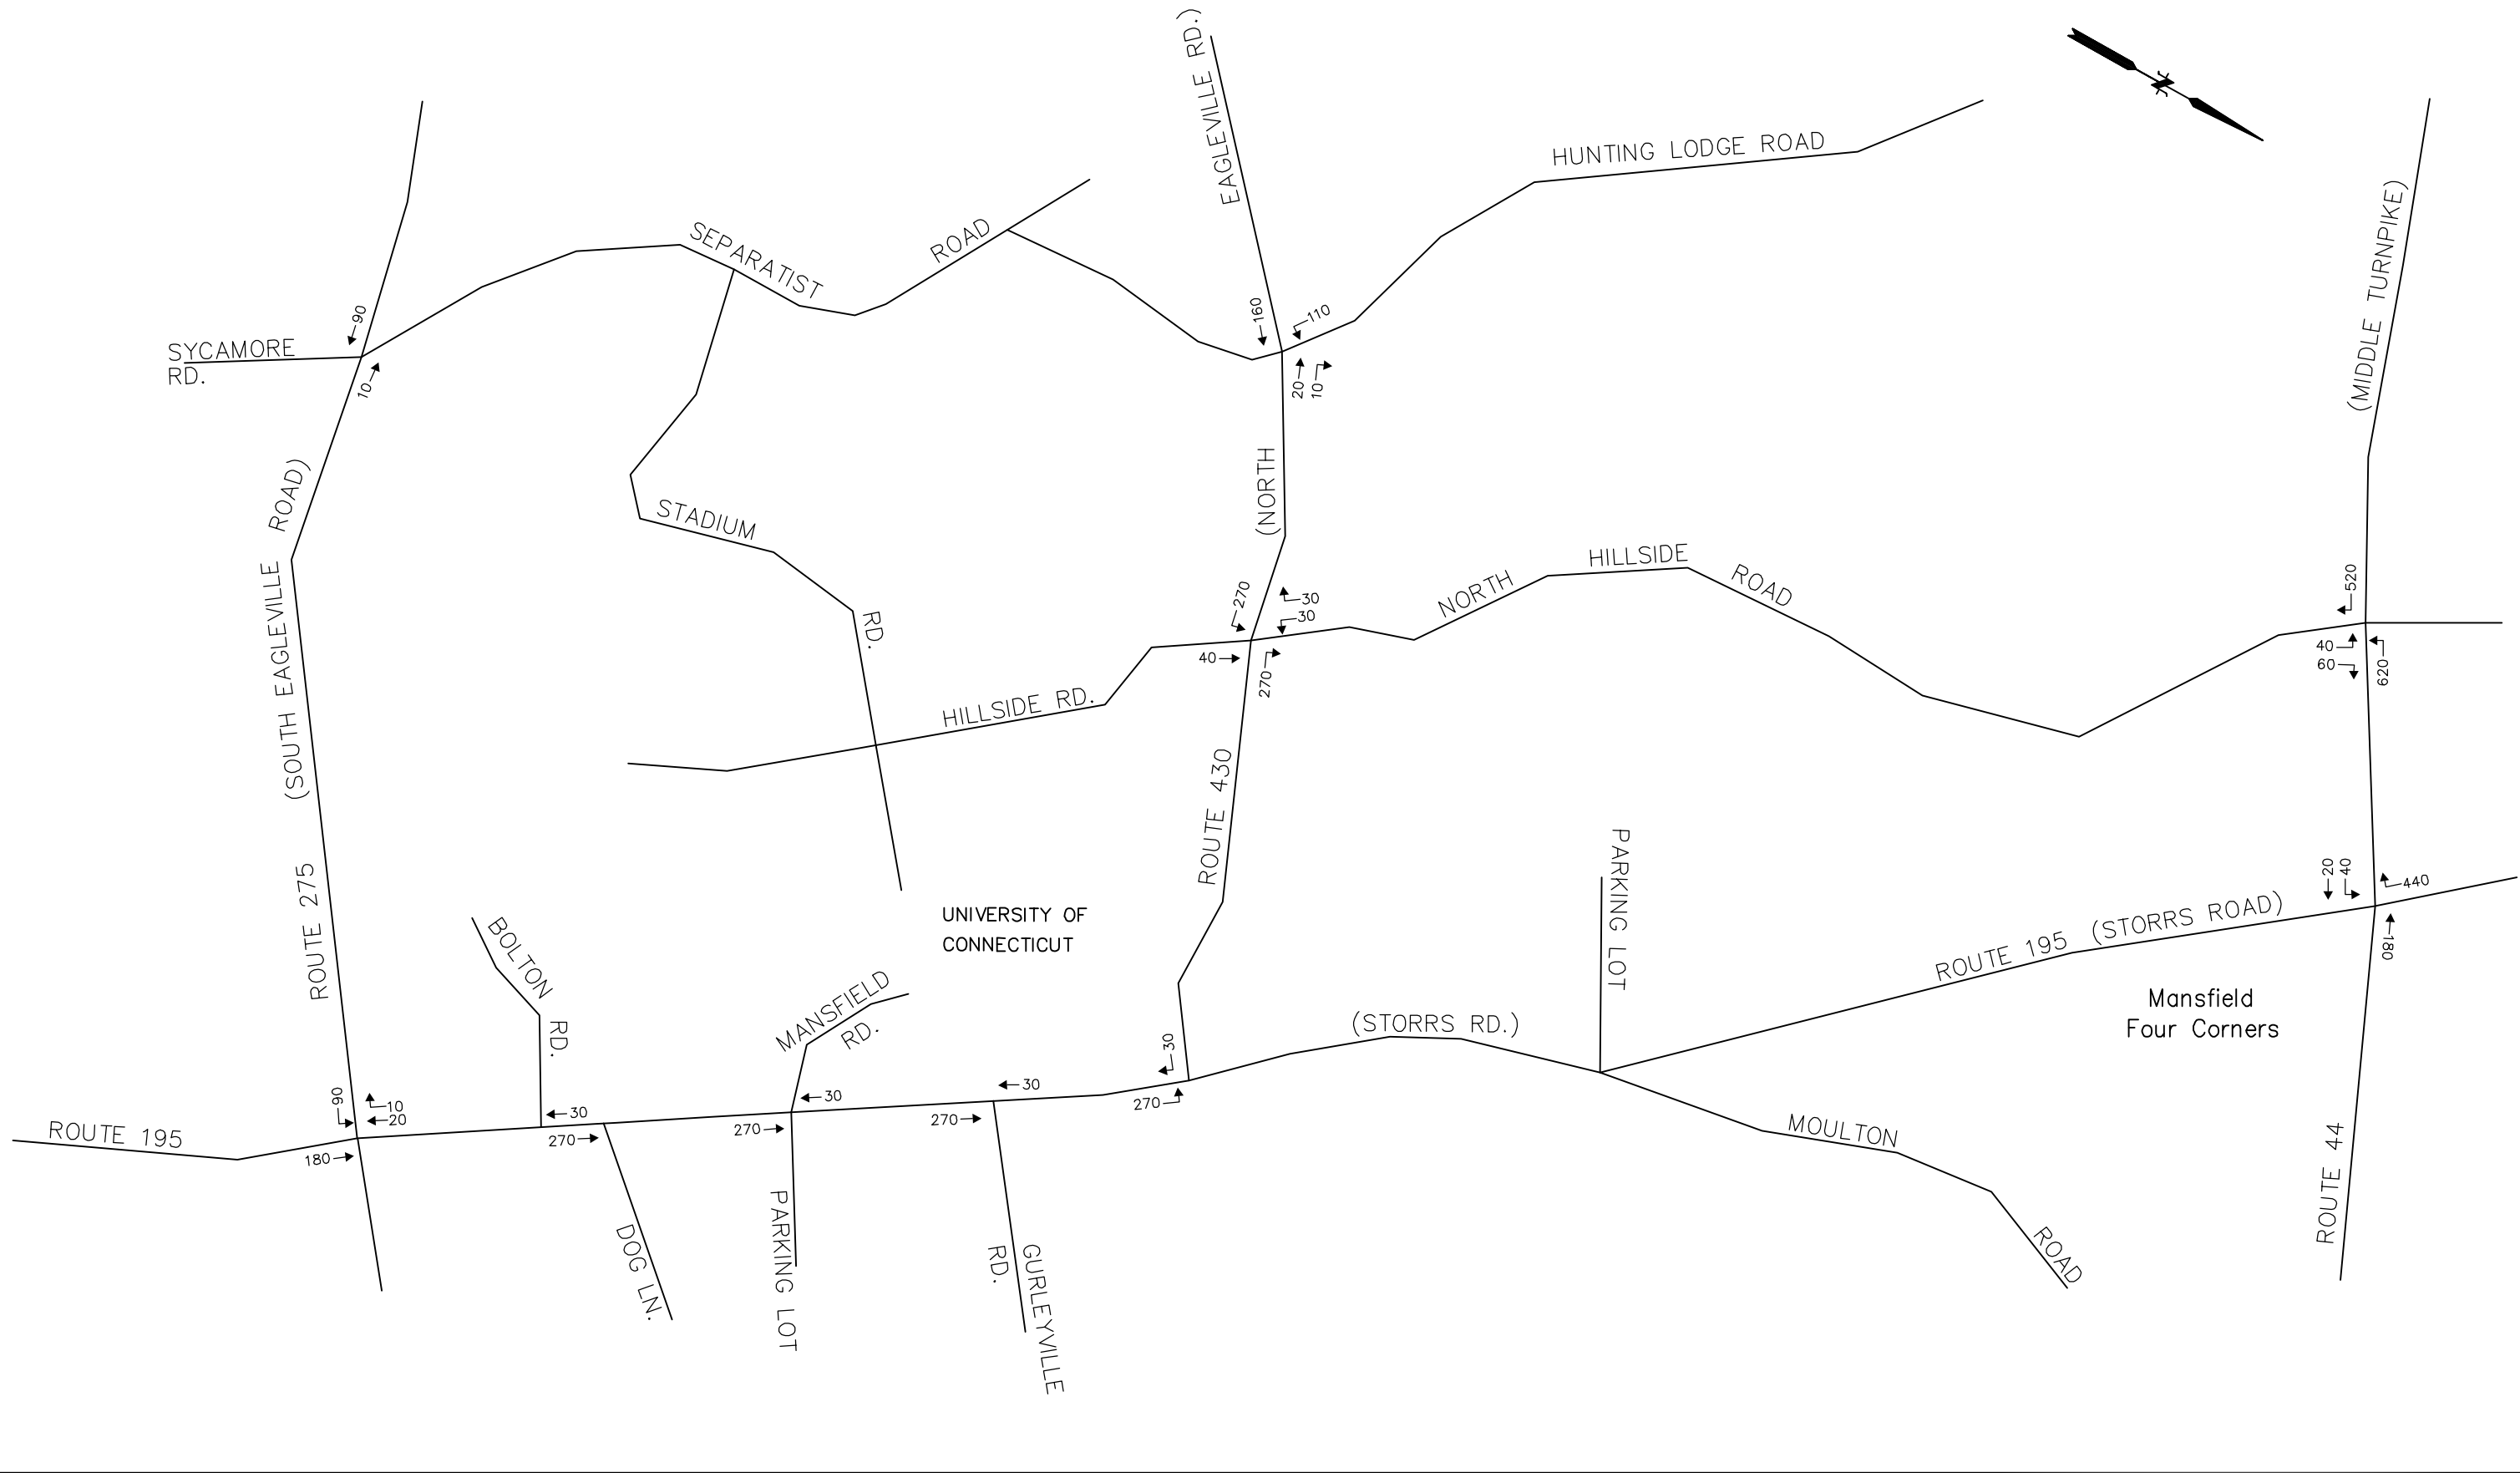 EAGLEVILLE RD.)
N
HUNTING LODGE ROAD
(MIDDLE TURNPIKE)
SEPARATIST
ROAD
90
SYCAMORE
RD.
10
160
110
20
10
(NORTH
(SOUTH EAGLEVILLE ROAD)
STADIUM
RD.
270
30
30
40
270
NORTH
HILLSIDE
ROAD
520
40
60
620
HILLSIDE RD.
ROUTE 430
ROUTE 275
PARKING LOT
20
40
440
180
UNIVERSITY OF
CONNECTICUT
BOLTON
RD.
MANSFIELD
RD.
ROUTE 195 (STORRS ROAD)
Mansfield
Four Corners
(STORRS RD.)
30
270
90
10
20
180
ROUTE 195
30
270
30
270
30
270
MOULTON
ROAD
ROUTE 44
DOG LN.
PARKING LOT
GURLEYVILLE
RD.